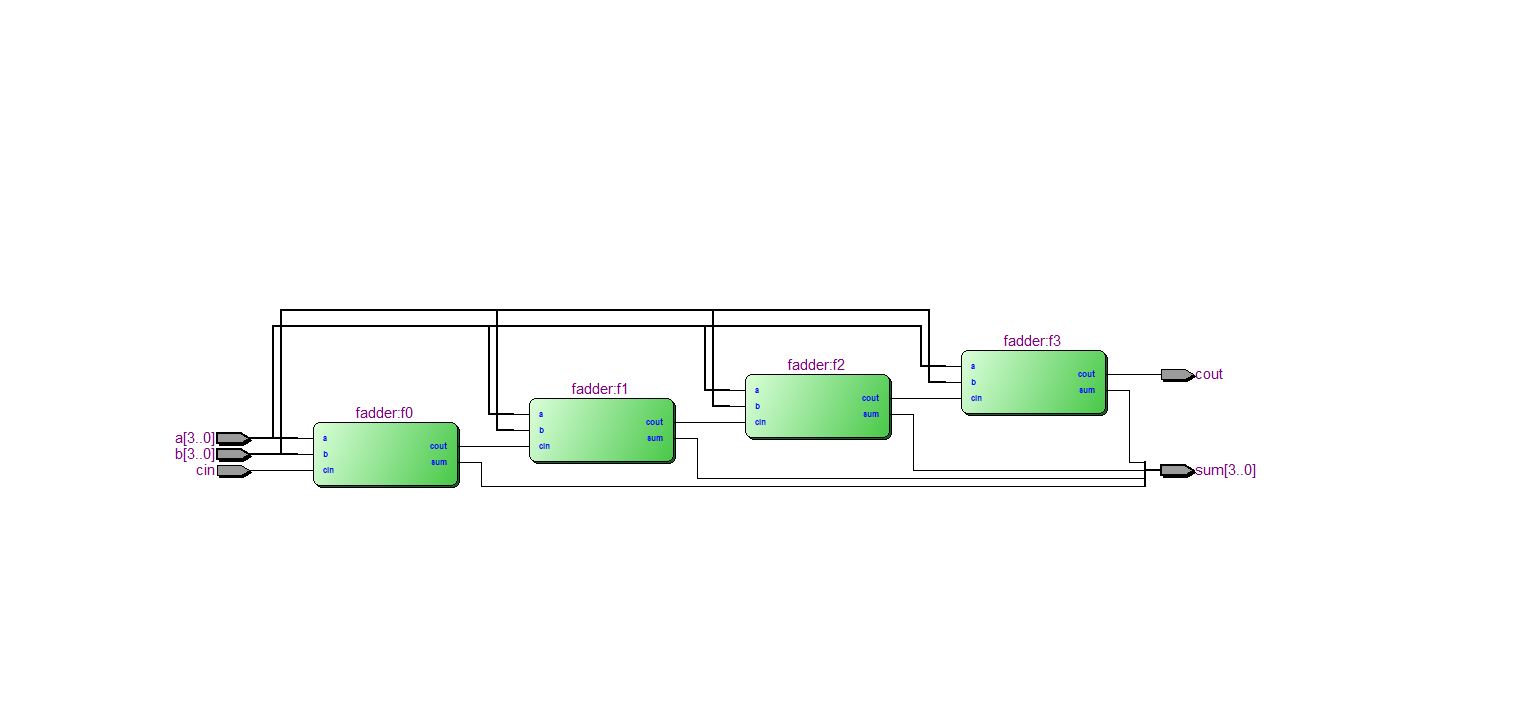 fadder:f3
a
b
cin
cout
sum
cout
fadder:f2
a
b
cin
cout
sum
fadder:f1
a
b
cin
cout
sum
fadder:f0
a
b
cin
cout
sum
a[3..0]
b[3..0]
cin
sum[3..0]